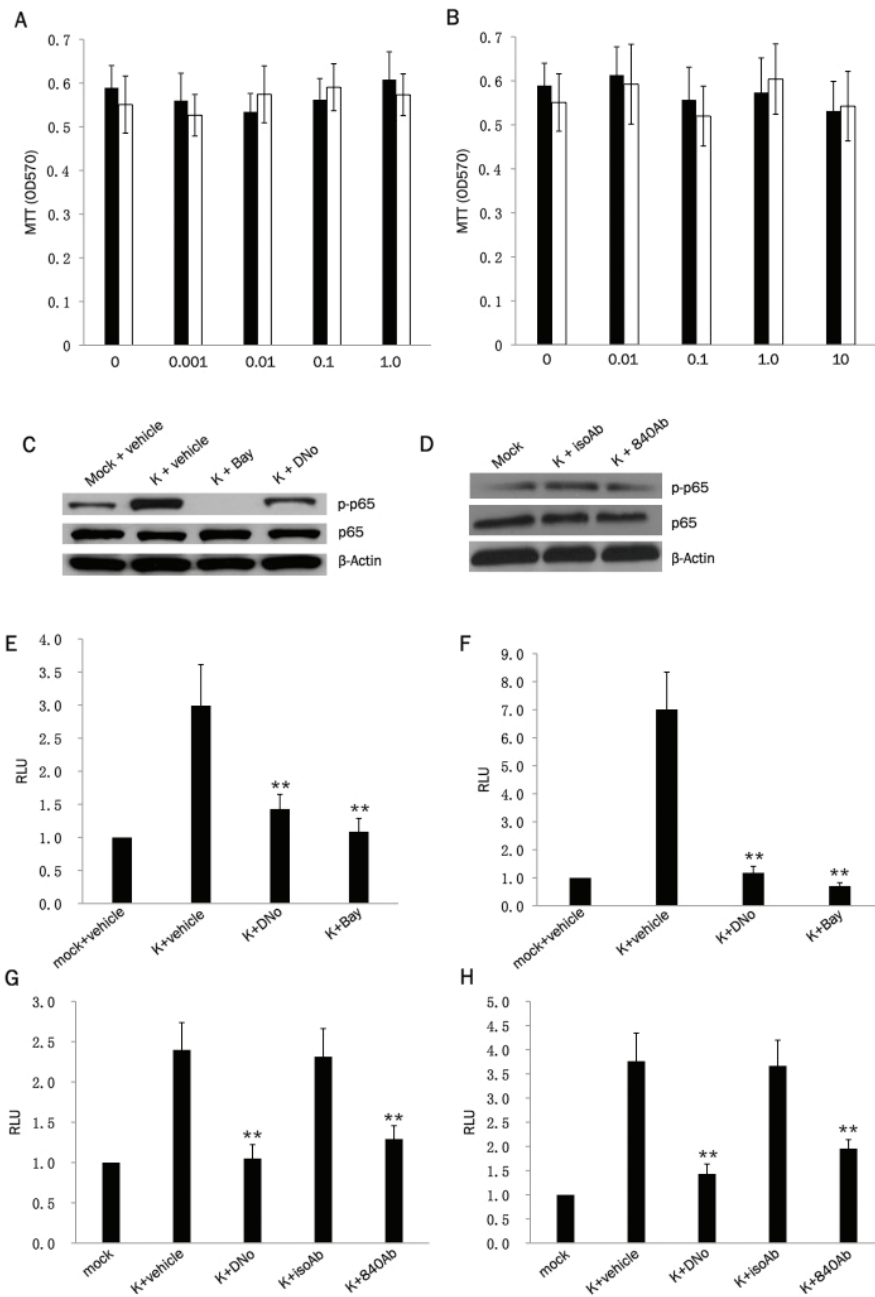 A
0.7
0.6
0.5
0.4
0.3
0.2
0.1
0
MTT (OD570)
0 0.001 0.01 0.1 1.0
B
0.7
0.6
0.5
0.4
0.3
0.2
0.1
0
MTT (OD570)
0 0.01 0.1 1.0 10
C
Mock + vehicle K + vehicle K + Bay K + DNo
p-p65
p65
β-Actin
D
Mock K + isoAb K + 840Ab
p-p65
p65
β-Actin
E
4.0
3.5
3.0
2.5
2.0
1.5
1.0
0.5
0.0
RLU
** **
mock+vehicle K+vehicle K+DNo K+Bay
F
9.0
8.0
7.0
6.0
5.0
4.0
3.0
2.0
1.0
0.0
RLU
** **
mock+vehicle K+vehicle K+DNo K+Bay
G
3.0
2.5
2.0
1.5
1.0
0.5
0.0
RLU
** **
mock K+vehicle K+DNo K+isoAb K+840Ab
H
5.0
4.5
4.0
3.5
3.0
2.5
2.0
1.5
1.0
0.5
0.0
RLU
** **
mock K+vehicle K+DNo K+isoAb K+840Ab